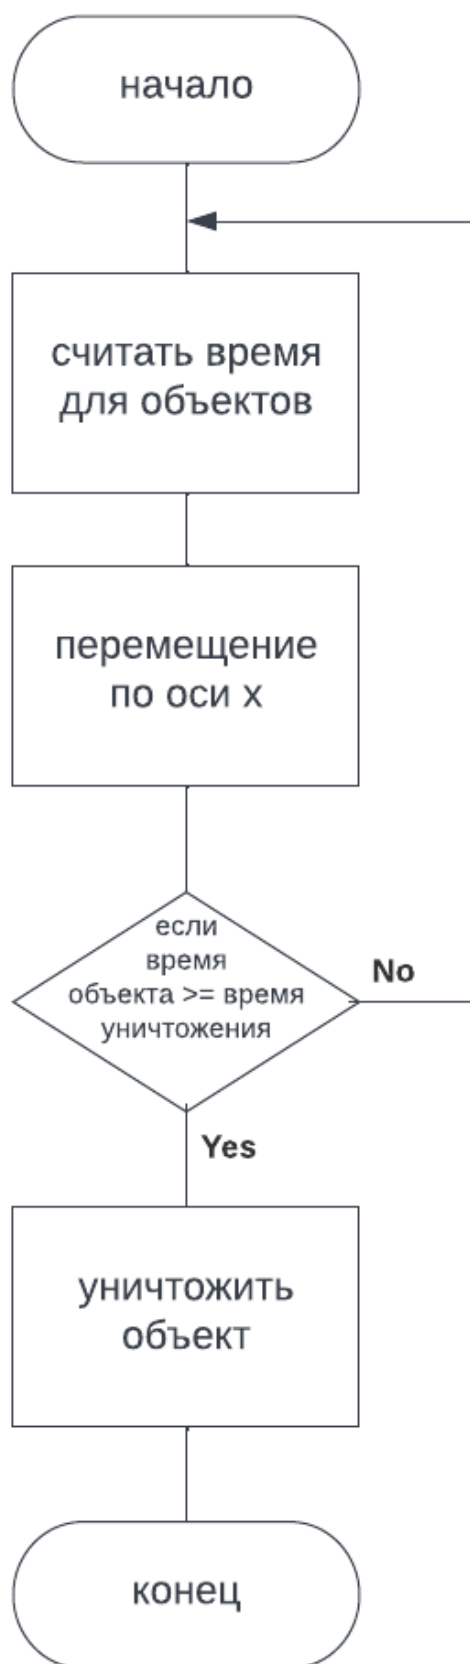 начало
считать время
для объектов
перемещение
по оси х
если
время
объекта >= время
уничтожения
No
Yes
уничтожить
объект
конец